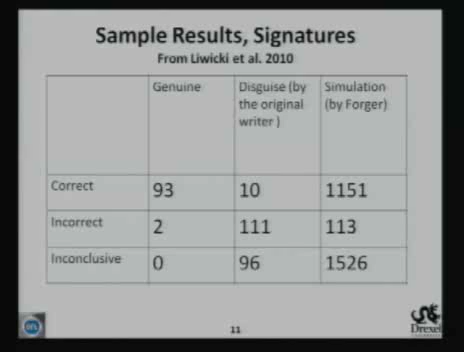 Sample Results, Signatures
From Liwicki et al. 2010
Genuine
Disguise (by
the original
writer )
Simulation
(by Forger)
Correct
93
10
1151
Incorrect
2
111
113
Inconclusive
0
96
1526
11
Drexel